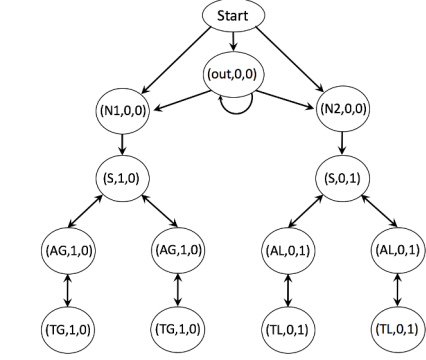 Start
(out,0,0)
(N1,0,0)
(N2,0,0)
(S,1,0)
(S,0,1)
(AG,1,0)
(AG,1,0)
(AL,0,1)
(AL,0,1)
(TG,1,0)
(TG,1,0)
(TL,0,1)
(TL,0,1)